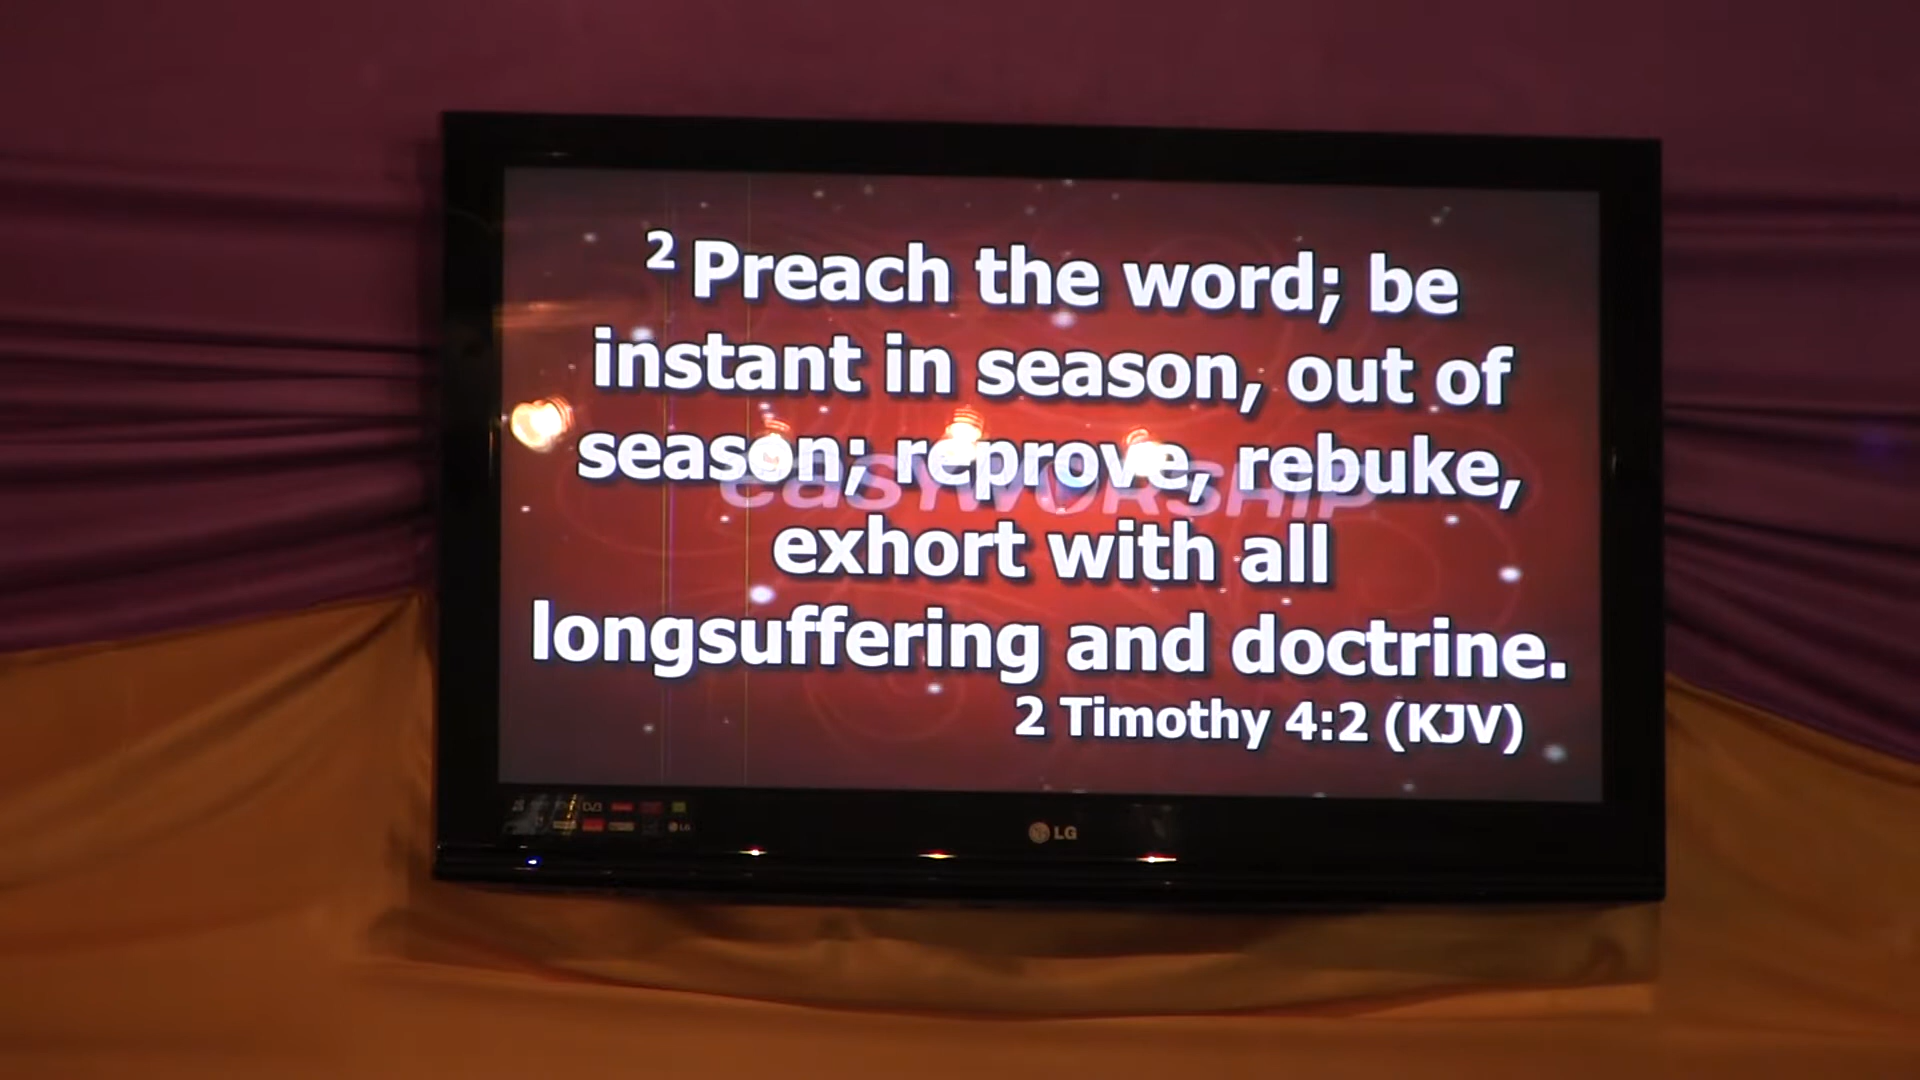 2 Preach the word; be
instant in season, out of
season; reprove, rebuke,
exhort with all
longsuffering and doctrine.
2 Timothy 4:2 (KJV)
easyworship
LG